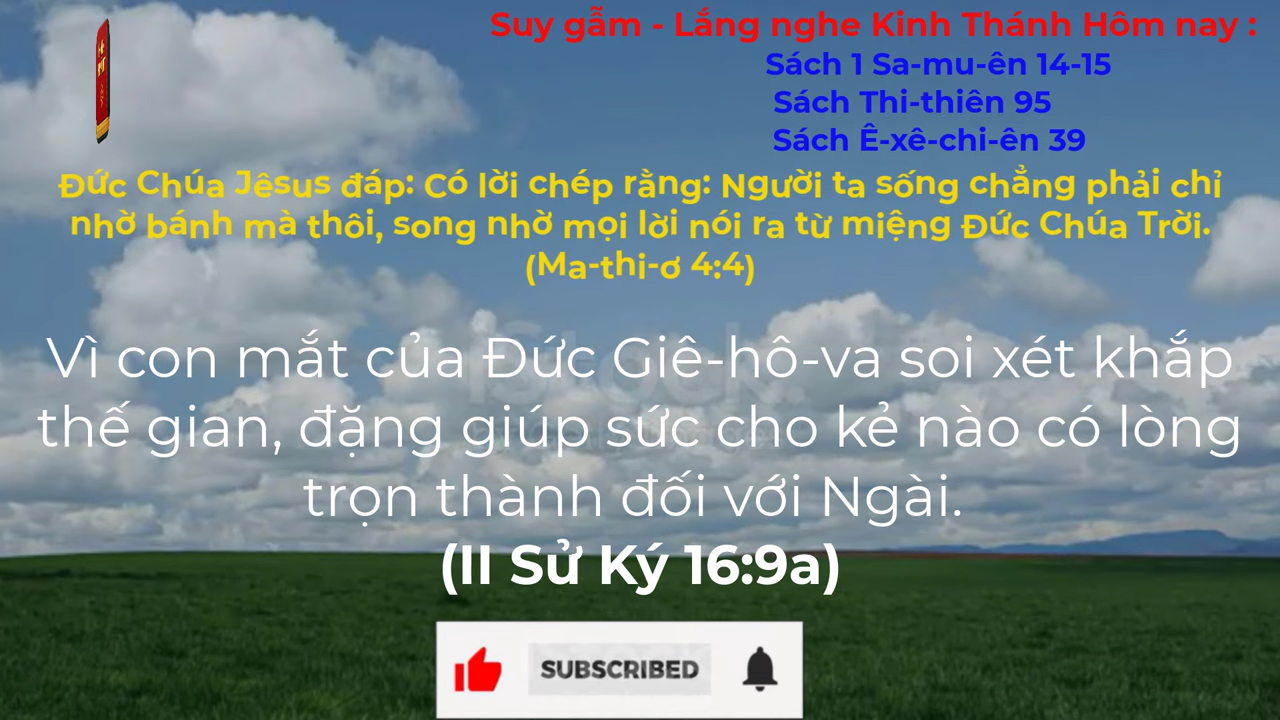 Suy gẫm - Lắng nghe Kinh Thánh Hôm nay :
Sách 1 Sa-mu-ên 14-15
Sách Thi-thiên 95
Sách Ê-xê-chi-ên 39
Đức Chúa Jêsus đáp: Có lời chép rằng: Người ta sống chẳng phải chỉ
nhờ bánh mà thôi, song nhờ mọi lời nói ra từ miệng Đức Chúa Trời.
(Ma-thi-ơ 4:4)
Vì con mắt của Đức Giê-hô-va soi xét khắp
thế gian, đặng giúp sức cho kẻ nào có lòng
trọn thành đối với Ngài.
(II Sử Ký 16:9a)
SUBSCRIBED